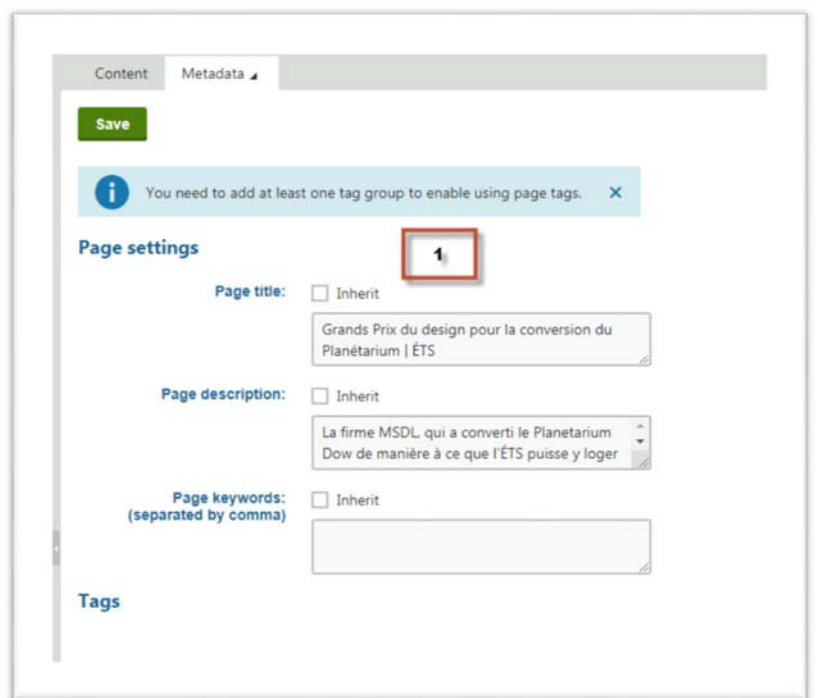 Content Metadata
Save
You need to add at least one tag group to enable using page tags.
Page settings
1
Page title: Inherit
Grands Prix du design pour la conversion du
Planétarium | ÉTS
Page description: Inherit
La firme MSDL, qui a converti le Planetarium
Dow de manière à ce que l'ÉTS puisse y loger
Page keywords: Inherit
(separated by comma)
Tags